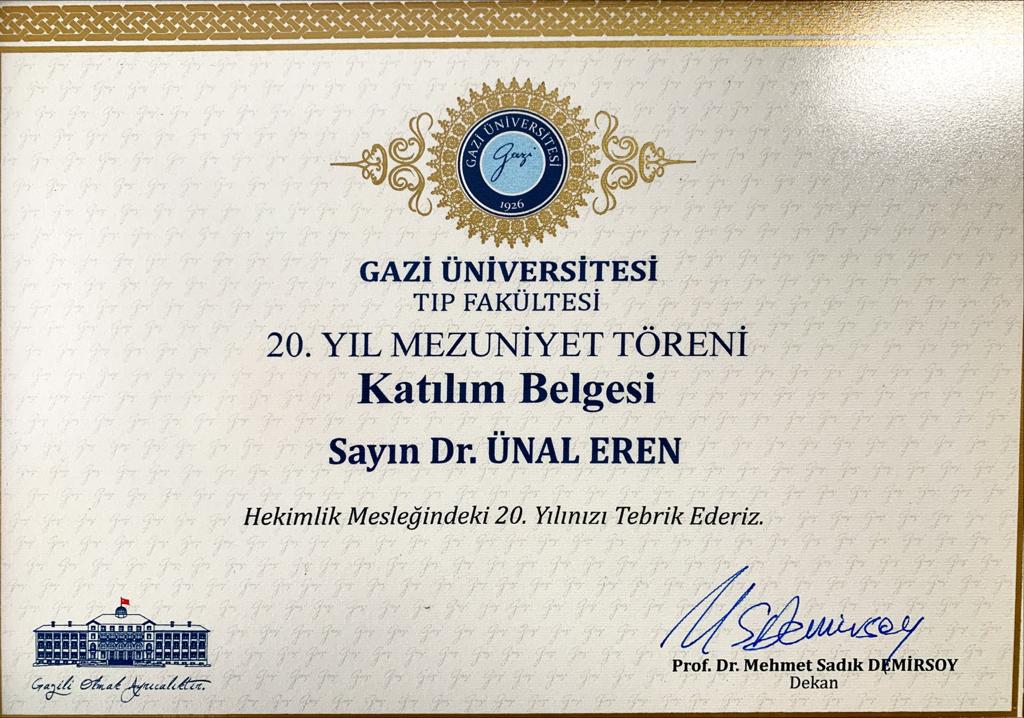 GAZİ ÜNİVERSİTESİ
Gazi
1926
GAZİ ÜNİVERSİTESİ
TIP FAKÜLTESİ
20. YIL MEZUNİYET TÖRENİ
Katılım Belgesi
Sayın Dr. ÜNAL EREN
Hekimlik Mesleğindeki 20. Yılınızı Tebrik Ederiz.
Gazili Olmak Ayrıcalıktır.
MSDemirsoy
Prof. Dr. Mehmet Sadık DEMİRSOY
Dekan